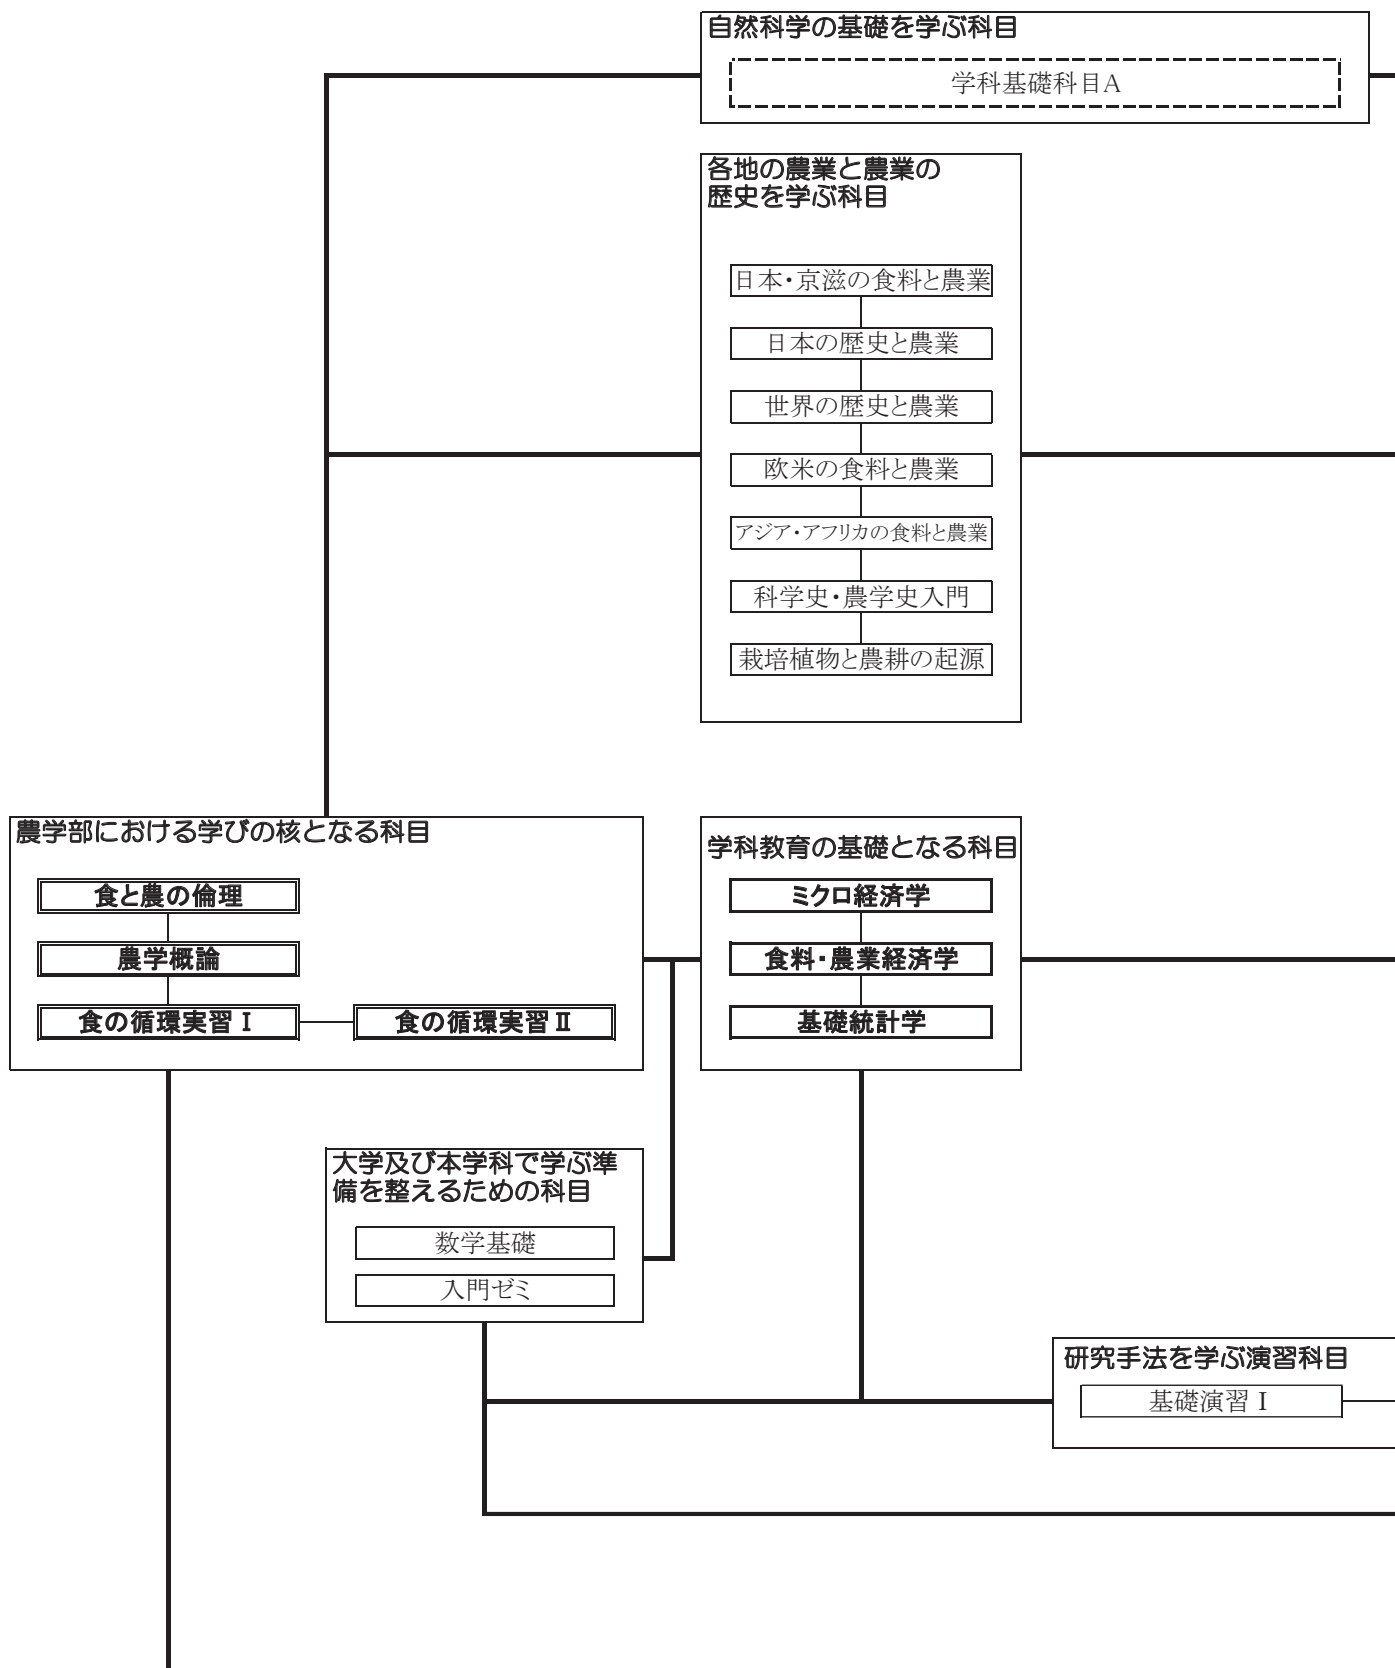 自然科学の基礎を学ぶ科目
学科基礎科目A
各地の農業と農業の
歴史を学ぶ科目
日本・京滋の食料と農業
日本の歴史と農業
世界の歴史と農業
欧米の食料と農業
アジア・アフリカの食料と農業
科学史・農学史入門
栽培植物と農耕の起源
農学部における学びの核となる科目
食と農の倫理
農学概論
食の循環実習Ⅰ
食の循環実習Ⅱ
学科教育の基礎となる科目
ミクロ経済学
食料・農業経済学
基礎統計学
大学及び本学科で学ぶ準
備を整えるための科目
数学基礎
入門ゼミ
研究手法を学ぶ演習科目
基礎演習Ⅰ